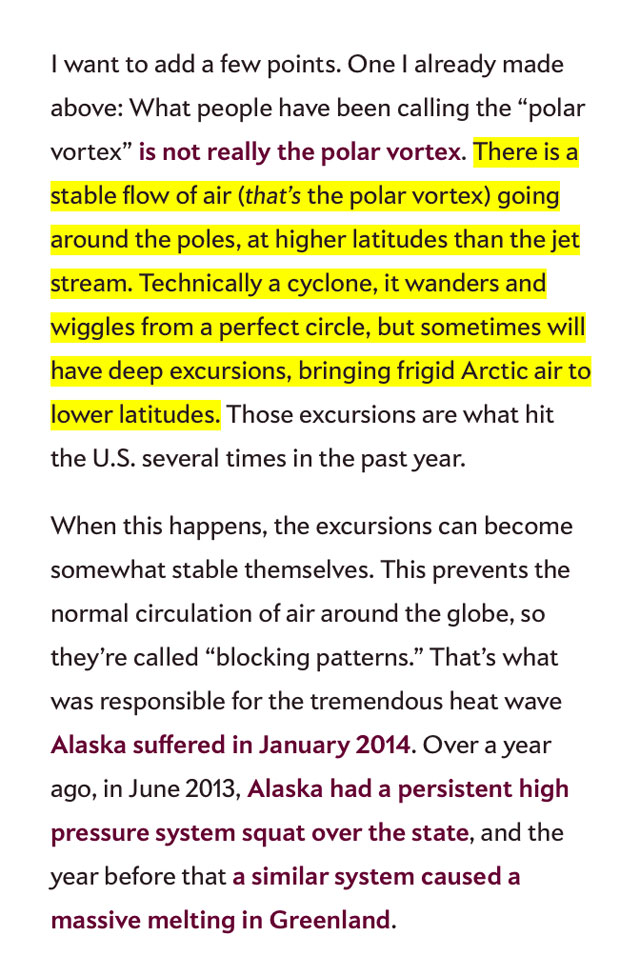 I want to add a few points. One I already made
above: What people have been calling the “polar
vortex” is not really the polar vortex. There is a
stable flow of air (that’s the polar vortex) going
around the poles, at higher latitudes than the jet
stream. Technically a cyclone, it wanders and
wiggles from a perfect circle, but sometimes will
have deep excursions, bringing frigid Arctic air to
lower latitudes. Those excursions are what hit
the U.S. several times in the past year.
When this happens, the excursions can become
somewhat stable themselves. This prevents the
normal circulation of air around the globe, so
they’re called “blocking patterns.” That’s what
was responsible for the tremendous heat wave
Alaska suffered in January 2014. Over a year
ago, in June 2013, Alaska had a persistent high
pressure system squat over the state, and the
year before that a similar system caused a
massive melting in Greenland.